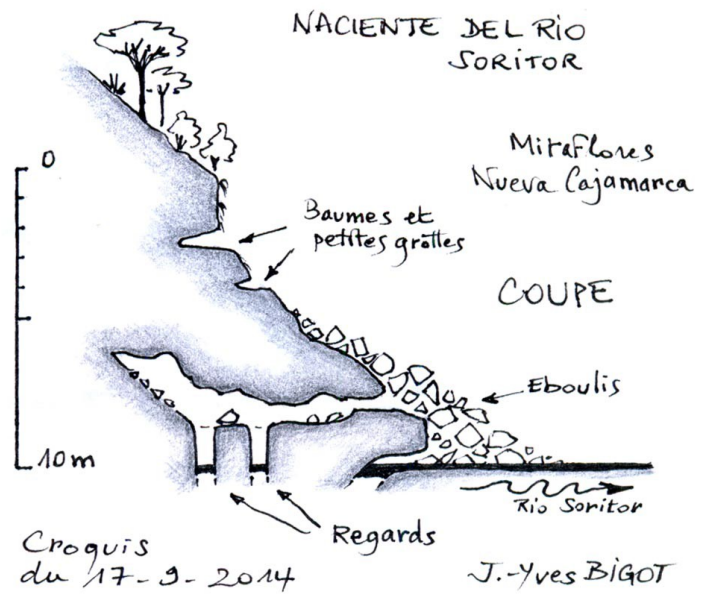 NACIENTE DEL RIO
SORITOR
Miraflores
Nueva Cajamarca
0
Baumes et
petites grottes
COUPE
Eboulis
10m
Rio Soritor
Regards
Croquis
du 17-9-2014
J.-Yves BIGOT